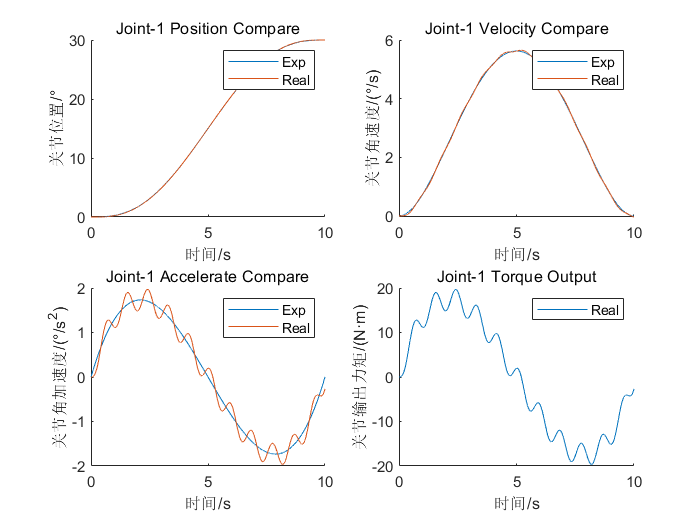 Joint-1 Position Compare
关节位置/°
30
20
10
0
0
5
10
时间/s
Exp
Real
Joint-1 Velocity Compare
关节角速度/(°/s)
6
4
2
0
0
5
10
时间/s
Exp
Real
Joint-1 Accelerate Compare
关节角加速度/(°/s²)
2
1
0
-1
-2
0
5
10
时间/s
Exp
Real
Joint-1 Torque Output
关节输出力矩/(N·m)
20
10
0
-10
-20
0
5
10
时间/s
Real